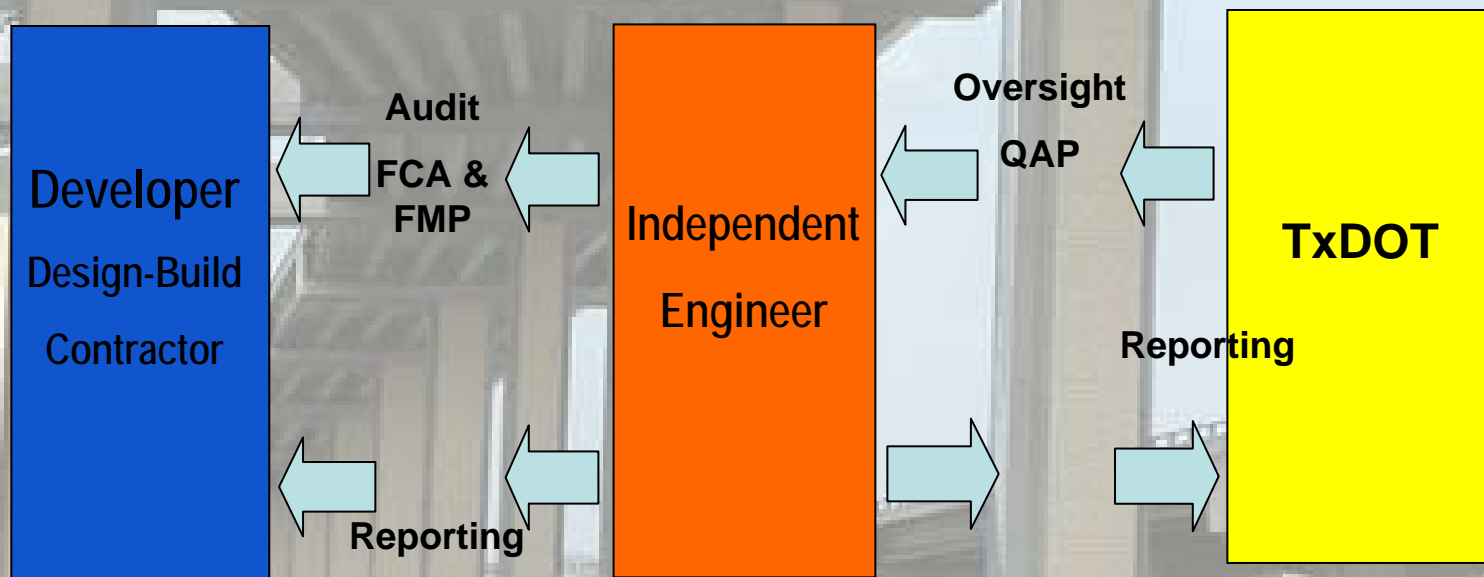 Developer
Design-Build
Contractor
Audit
FCA &
FMP
Reporting
Independent
Engineer
Oversight
QAP
Reporting
TxDOT